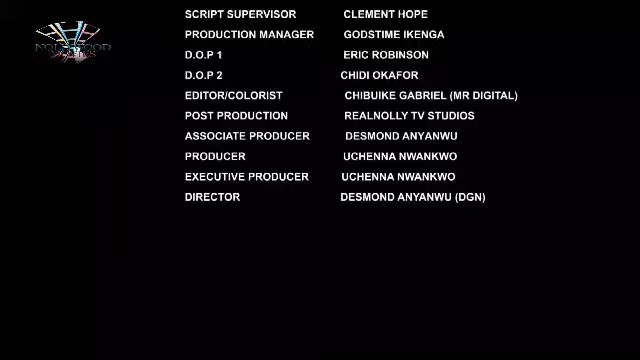 SCRIPT SUPERVISOR CLEMENT HOPE
PRODUCTION MANAGER GODSTIME IKENGA
D.O.P 1 ERIC ROBINSON
D.O.P 2 CHIDI OKAFOR
EDITOR/COLORIST CHIBUIKE GABRIEL (MR DIGITAL)
POST PRODUCTION REALNOLLY TV STUDIOS
ASSOCIATE PRODUCER DESMOND ANYANWU
PRODUCER UCHENNA NWANKWO
EXECUTIVE PRODUCER UCHENNA NWANKWO
DIRECTOR DESMOND ANYANWU (DGN)